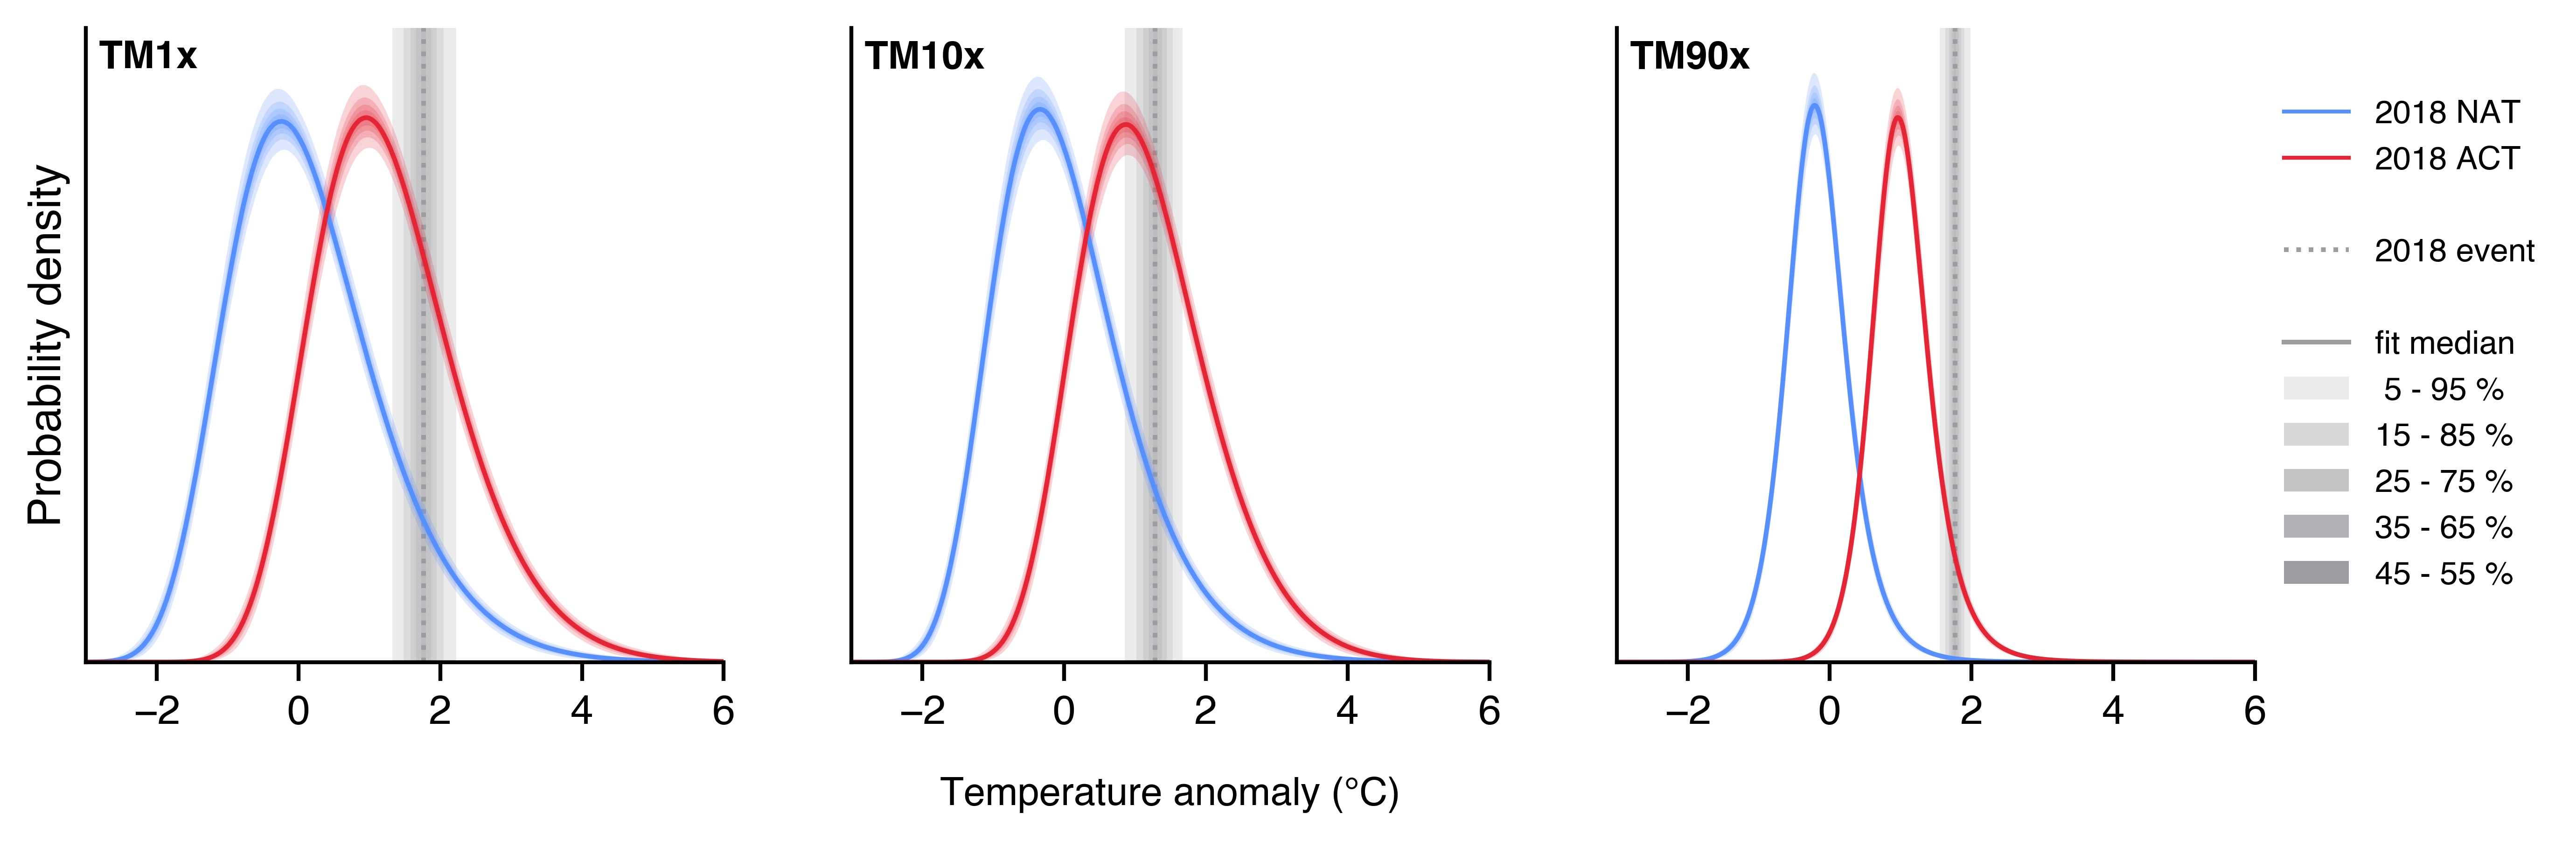 TM1x
TM10x
TM90x
Probability density
−2 0 2 4 6
−2 0 2 4 6
−2 0 2 4 6
Temperature anomaly (°C)
2018 NAT
2018 ACT
2018 event
fit median
5 - 95 %
15 - 85 %
25 - 75 %
35 - 65 %
45 - 55 %